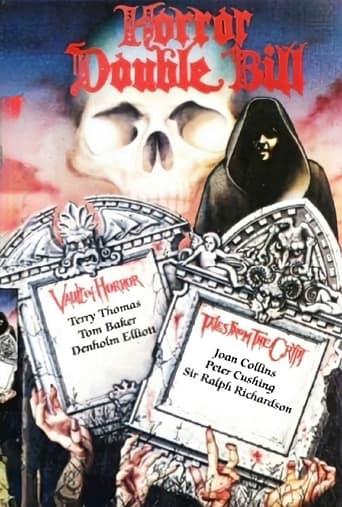 Horror
Double Bill
Vault of Horror
Terry Thomas
Tom Baker
Denholm Elliott
Tales From The Crypt
Joan Collins
Peter Cushing
Sir Ralph Richardson